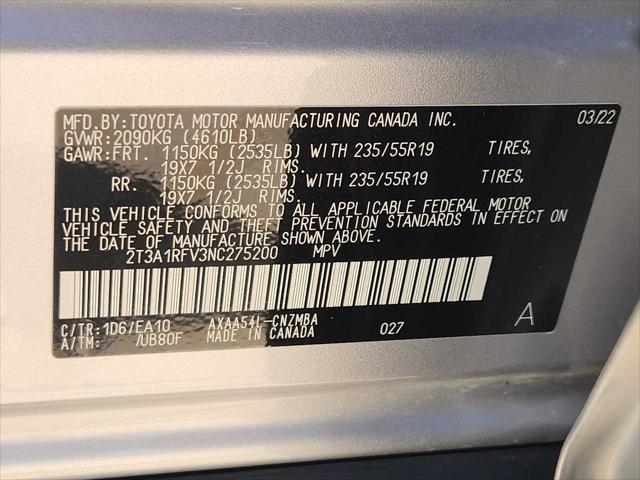 MFD.BY:TOYOTA MOTOR MANUFACTURING CANADA INC. 03/22
GVWR:2090KG (4610LB)
GAWR:FRT. 1150KG (2535LB) WITH 235/55R19 TIRES,
19X7 1/2J RIMS.
RR. 1150KG (2535LB) WITH 235/55R19 TIRES,
19X7 1/2J RIMS.
THIS VEHICLE CONFORMS TO ALL APPLICABLE FEDERAL MOTOR
VEHICLE SAFETY AND THEFT PREVENTION STANDARDS IN EFFECT ON
THE DATE OF MANUFACTURE SHOWN ABOVE.
2T3A1RFV3NC275200 MPV
C/TR:1D6/EA10 AXAA54L-CNZMBA 027 A
A/TM: /UB80F MADE IN CANADA